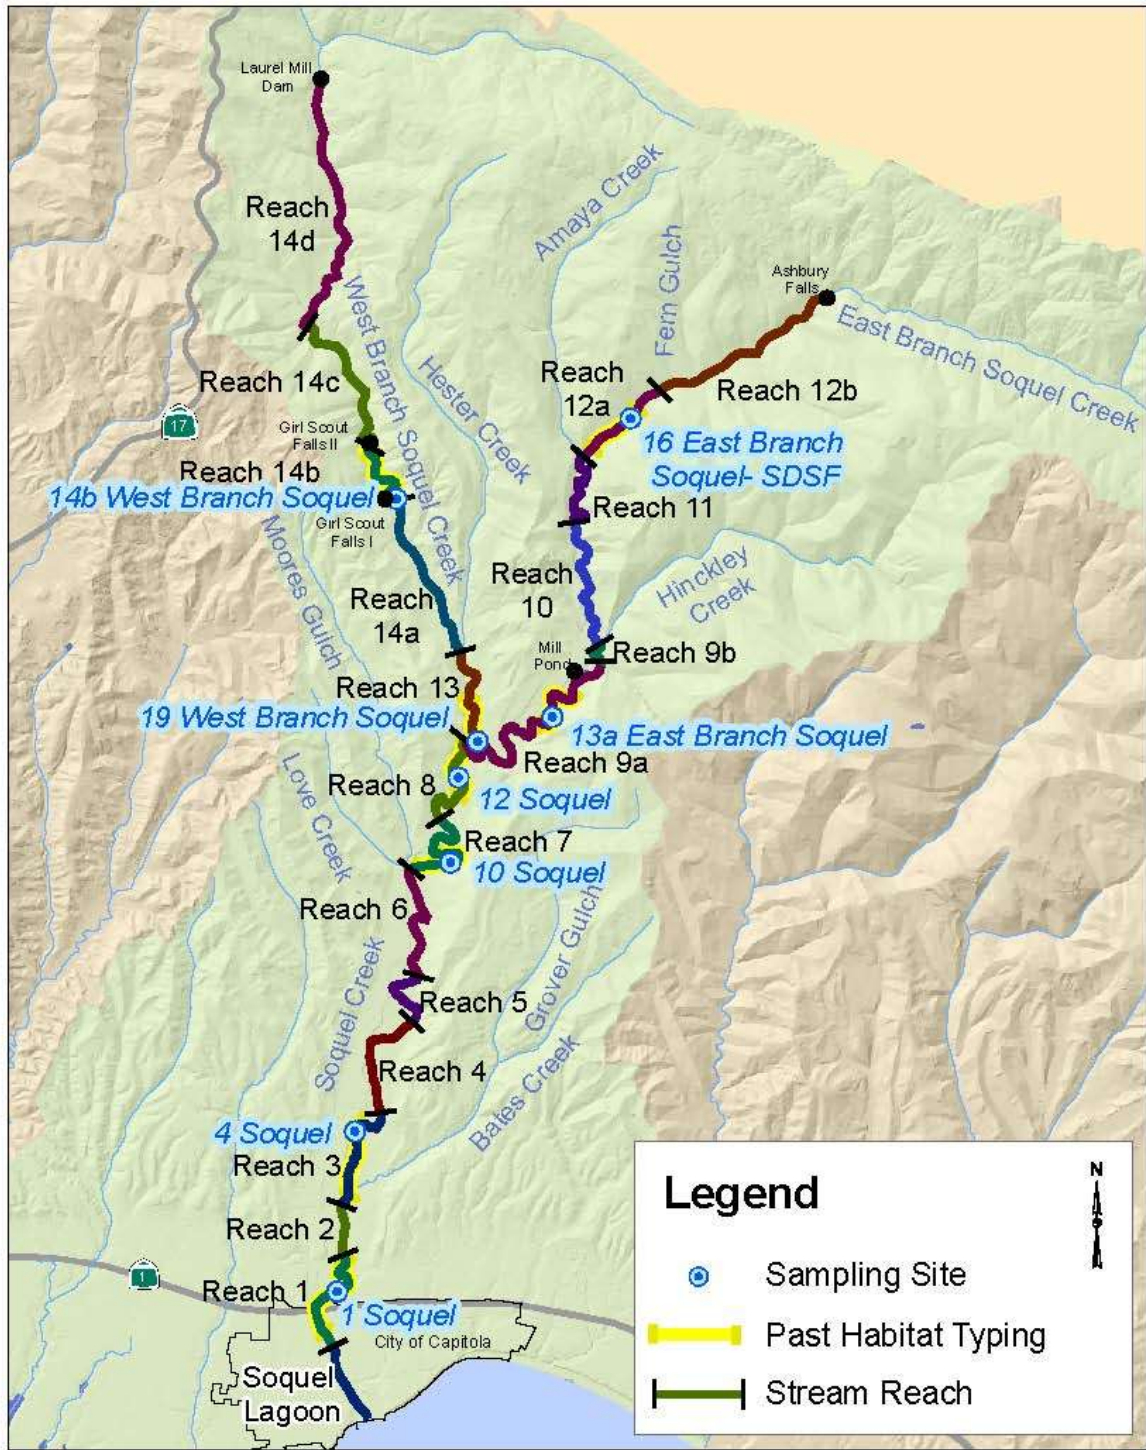 Laurel Mill
Dam
Reach
14d
Amaya Creek
Fern Gulch
Ashbury
Falls
East Branch Soquel Creek
West Branch Soquel Creek
Hester Creek
Reach
12a
Reach 12b
Reach 14c
17
Girl Scout
Falls II
16 East Branch
Soquel- SDSF
Reach 14b
14b West Branch Soquel
Girl Scout
Falls I
Reach 11
Moores Gulch
Reach
10
Hinckley
Creek
Reach
14a
Mill
Pond
Reach 9b
Reach 13
19 West Branch Soquel
13a East Branch Soquel
Reach 9a
Love Creek
Reach 8
12 Soquel
Reach 7
10 Soquel
Reach 6
Grover Gulch
Soquel Creek
Reach 5
Reach 4
Bates Creek
4 Soquel
Reach 3
Reach 2
1
Reach 1
1 Soquel
City of Capitola
Soquel
Lagoon
Legend
N
Sampling Site
Past Habitat Typing
Stream Reach